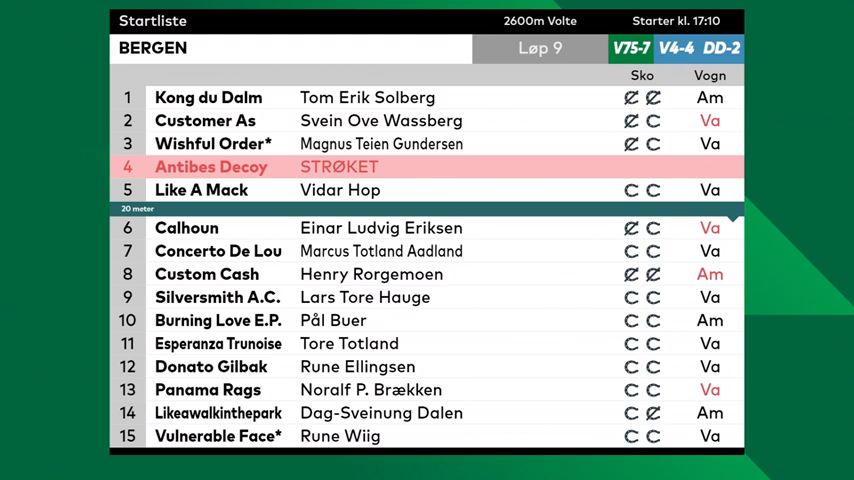 Startliste 2600m Volte Starter kl. 17:10
BERGEN Løp 9 V75-7 V4-4 DD-2
Sko Vogn
1 Kong du Dalm Tom Erik Solberg Am
2 Customer As Svein Ove Wassberg Va
3 Wishful Order* Magnus Teien Gundersen Va
4 Antibes Decoy STRØKET
5 Like A Mack Vidar Hop Va
20 meter
6 Calhoun Einar Ludvig Eriksen Va
7 Concerto De Lou Marcus Totland Aadland Va
8 Custom Cash Henry Rorgemoen Am
9 Silversmith A.C. Lars Tore Hauge Va
10 Burning Love E.P. Pål Buer Am
11 Esperanza Trunoise Tore Totland Va
12 Donato Gilbak Rune Ellingsen Va
13 Panama Rags Noralf P. Brækken Va
14 Likeawalkinthepark Dag-Sveinung Dalen Am
15 Vulnerable Face* Rune Wiig Va